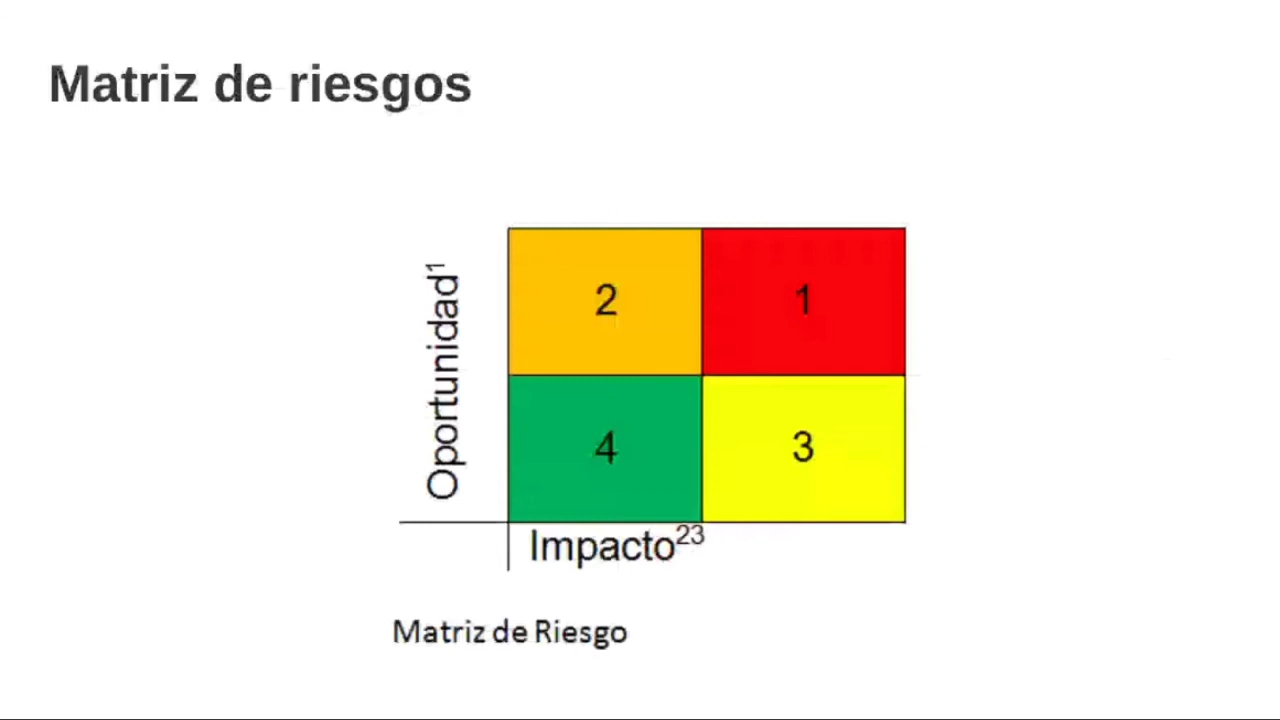 Matriz de riesgos
Oportunidad¹
2
1
4
3
Impacto²³
Matriz de Riesgo